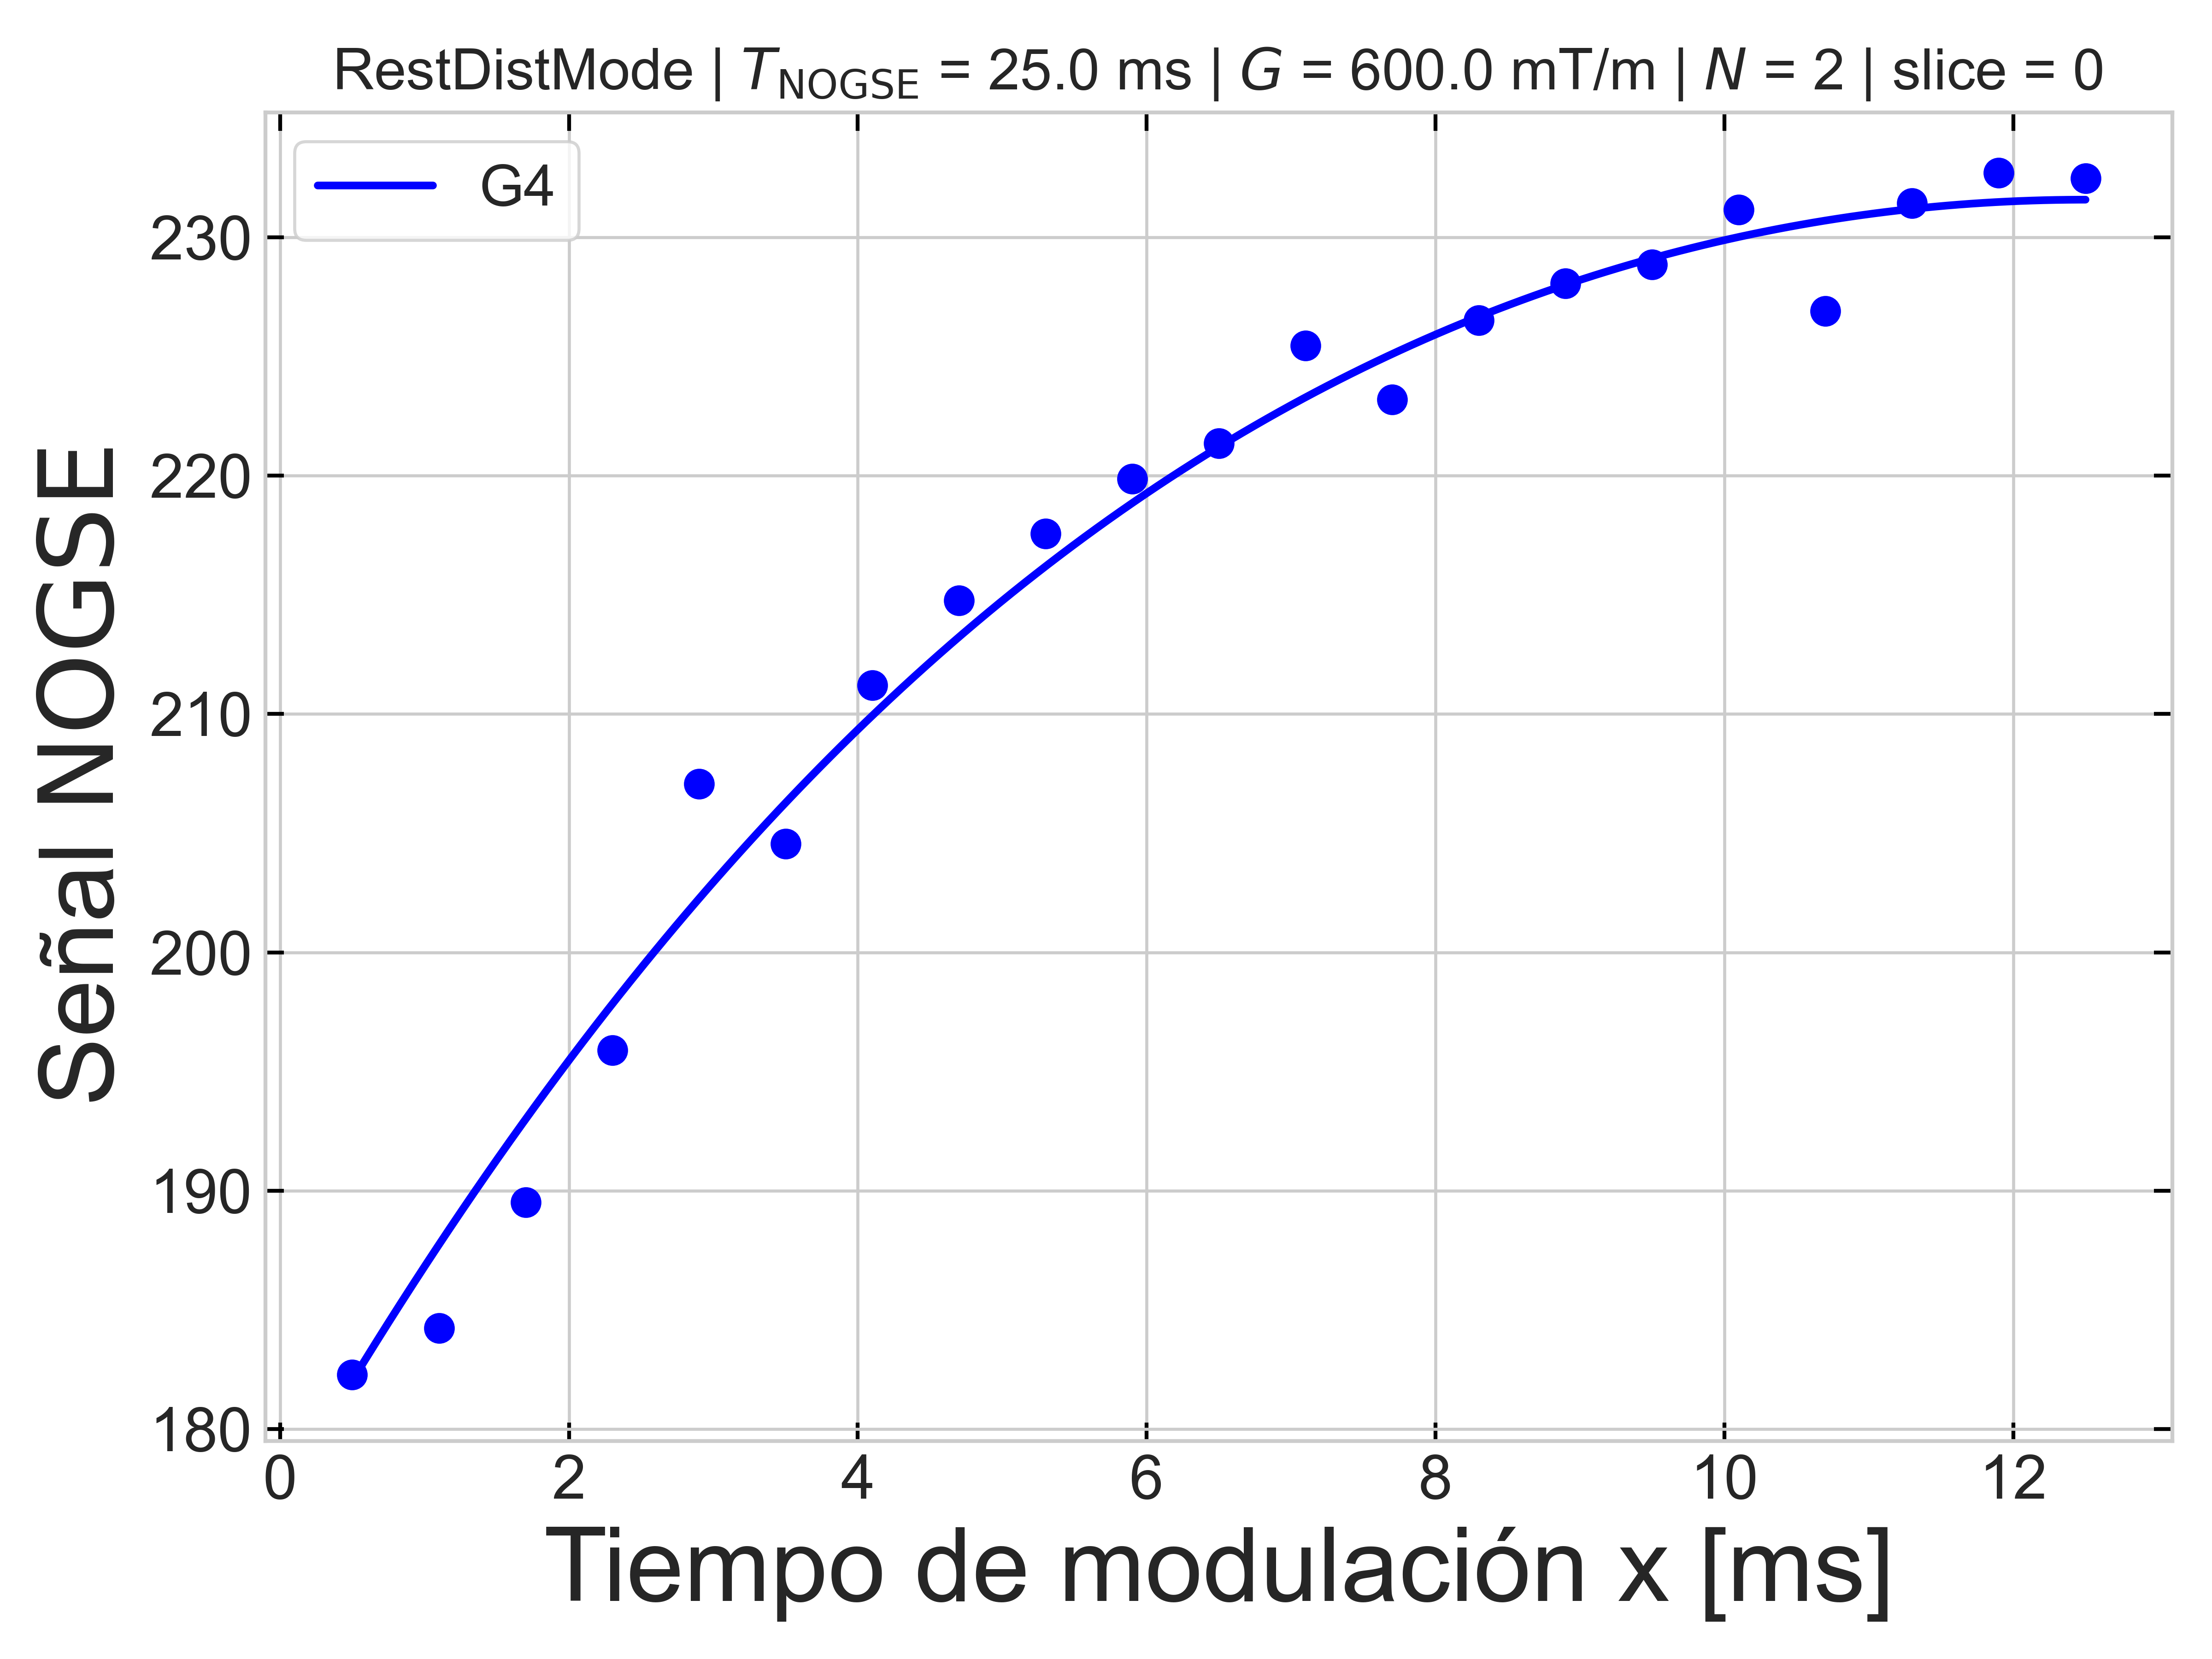 RestDistMode | T_NOGSE = 25.0 ms | G = 600.0 mT/m | N = 2 | slice = 0
G4
230
220
210
200
190
180
Señal NOGSE
0 2 4 6 8 10 12
Tiempo de modulación x [ms]